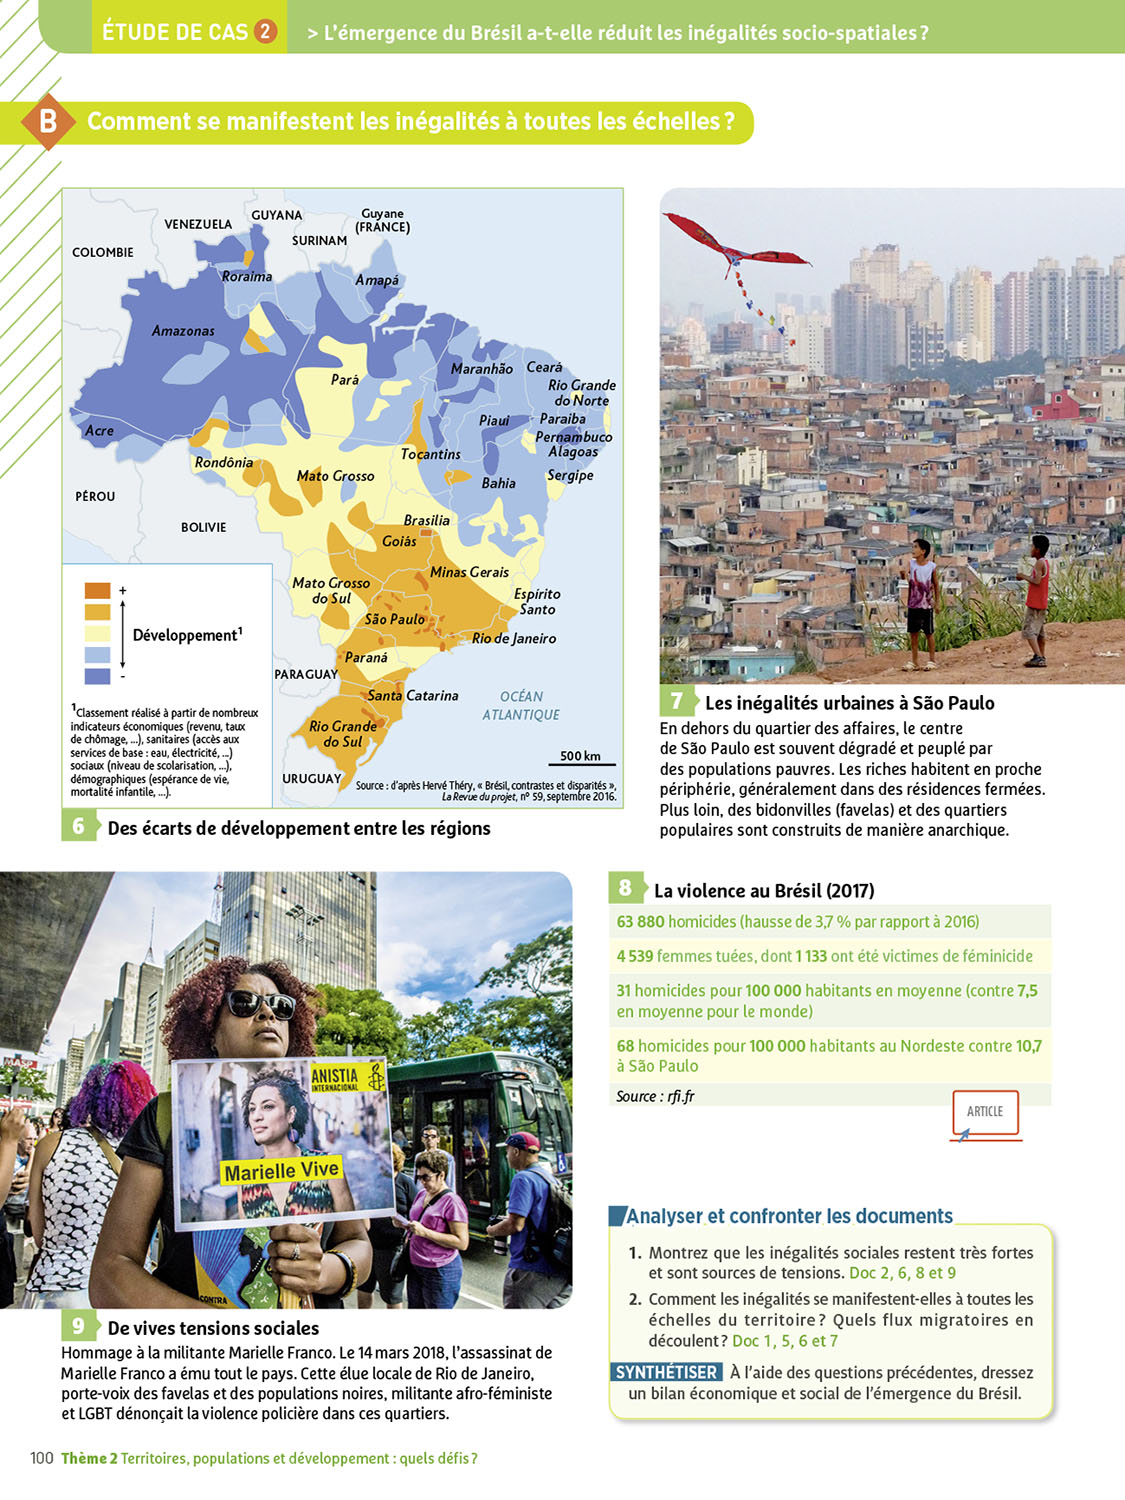 ÉTUDE DE CAS 2
> L'émergence du Brésil a-t-elle réduit les inégalités socio-spatiales ?
B Comment se manifestent les inégalités à toutes les échelles ?
COLOMBIE
VENEZUELA
GUYANA
SURINAM
Guyane
(FRANCE)
Roraima
Amapá
Amazonas
Pará
Maranhão
Ceará
Rio Grande
do Norte
Piaui
Paraiba
Pernambuco
Alagoas
Sergipe
Acre
Rondônia
Mato Grosso
Tocantins
Bahia
PÉROU
BOLIVIE
Brasilia
Goiás
Minas Gerais
Mato Grosso
do Sul
Espírito
Santo
São Paulo
Rio de Janeiro
Paraná
PARAGUAY
Santa Catarina
Rio Grande
do Sul
OCÉAN
ATLANTIQUE
URUGUAY
500 km
+
Développement¹
-
¹Classement réalisé à partir de nombreux
indicateurs économiques (revenu, taux
de chômage, ...), sanitaires (accès aux
services de base : eau, électricité, ...)
sociaux (niveau de scolarisation, ...),
démographiques (espérance de vie,
mortalité infantile, ...).
Source : d'après Hervé Théry, « Brésil, contrastes et disparités »,
La Revue du projet, n° 59, septembre 2016.
6 Des écarts de développement entre les régions
7 Les inégalités urbaines à São Paulo
En dehors du quartier des affaires, le centre
de São Paulo est souvent dégradé et peuplé par
des populations pauvres. Les riches habitent en proche
périphérie, généralement dans des résidences fermées.
Plus loin, des bidonvilles (favelas) et des quartiers
populaires sont construits de manière anarchique.
MASP
ANISTIA
INTERNACIONAL
Marielle Vive
CONTRA
9 De vives tensions sociales
Hommage à la militante Marielle Franco. Le 14 mars 2018, l'assassinat de
Marielle Franco a ému tout le pays. Cette élue locale de Rio de Janeiro,
porte-voix des favelas et des populations noires, militante afro-féministe
et LGBT dénonçait la violence policière dans ces quartiers.
8 La violence au Brésil (2017)
63 880 homicides (hausse de 3,7 % par rapport à 2016)
4 539 femmes tuées, dont 1 133 ont été victimes de féminicide
31 homicides pour 100 000 habitants en moyenne (contre 7,5
en moyenne pour le monde)
68 homicides pour 100 000 habitants au Nordeste contre 10,7
à São Paulo
Source : rfi.fr
ARTICLE
Analyser et confronter les documents
1. Montrez que les inégalités sociales restent très fortes
et sont sources de tensions. Doc 2, 6, 8 et 9
2. Comment les inégalités se manifestent-elles à toutes les
échelles du territoire ? Quels flux migratoires en
découlent ? Doc 1, 5, 6 et 7
SYNTHÉTISER À l'aide des questions précédentes, dressez
un bilan économique et social de l'émergence du Brésil.
100 Thème 2 Territoires, populations et développement : quels défis ?